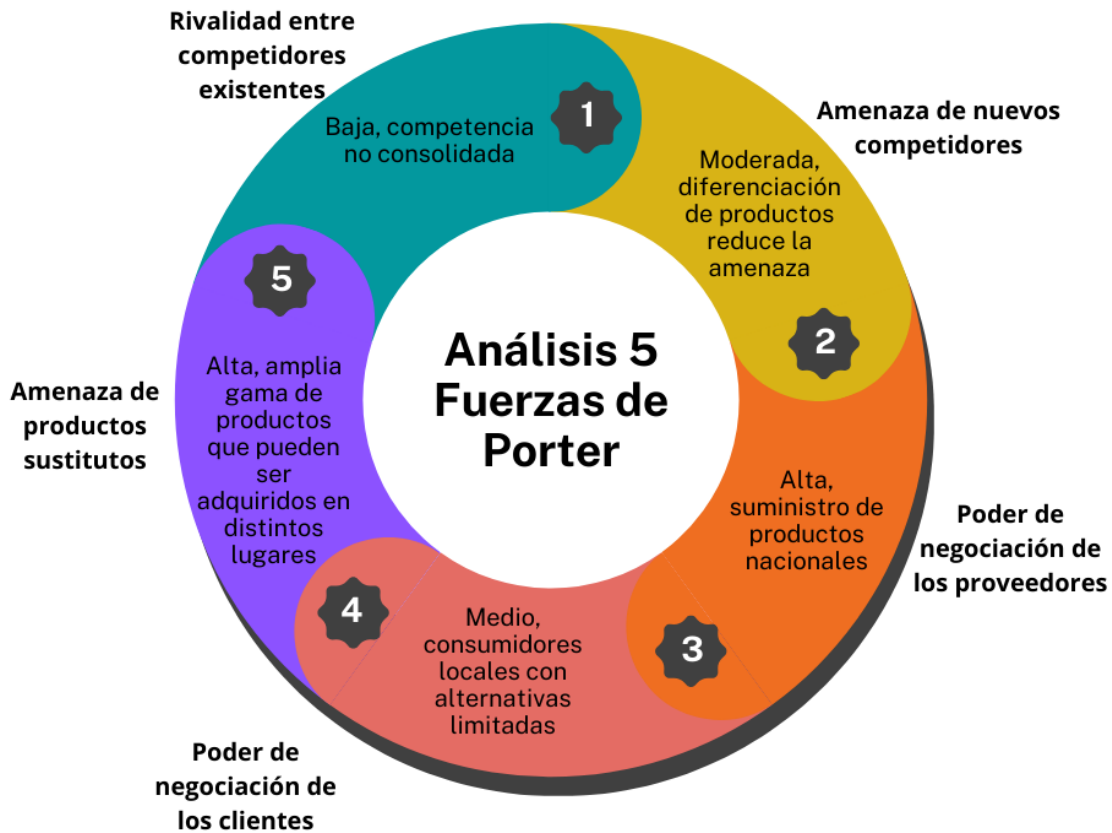 Rivalidad entre
competidores
existentes
Baja, competencia
no consolidada
1
Amenaza de nuevos
competidores
Moderada,
diferenciación
de productos
reduce la
amenaza
2
Análisis 5
Fuerzas de
Porter
Poder de
negociación de
los proveedores
Alta,
suministro de
productos
nacionales
3
Poder de
negociación de
los clientes
Medio,
consumidores
locales con
alternativas
limitadas
4
Amenaza de
productos
sustitutos
Alta, amplia
gama de
productos
que pueden
ser
adquiridos en
distintos
lugares
5